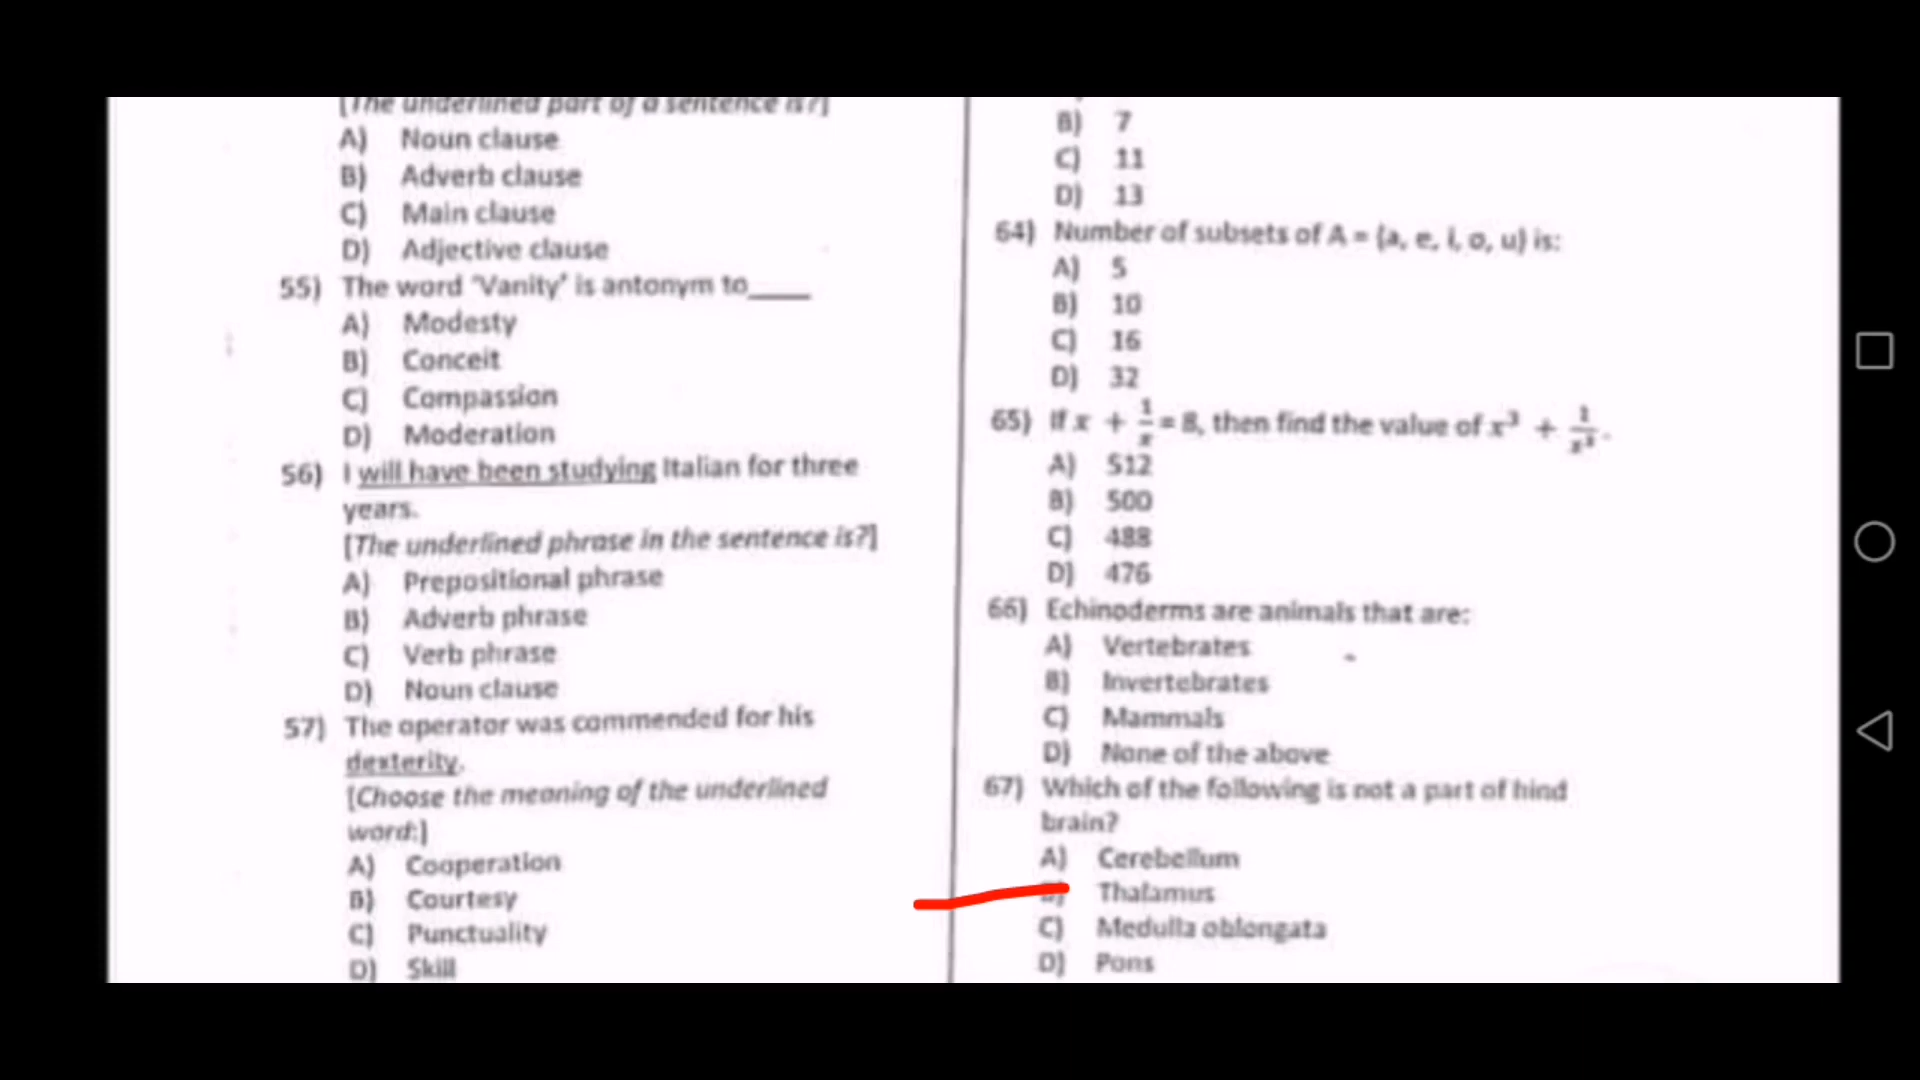 [The underlined part of a sentence is?]
A) Noun clause
B) Adverb clause
C) Main clause
D) Adjective clause
55) The word 'Vanity' is antonym to____
A) Modesty
B) Conceit
C) Compassion
D) Moderation
56) I will have been studying Italian for three
years.
[The underlined phrase in the sentence is?]
A) Prepositional phrase
B) Adverb phrase
C) Verb phrase
D) Noun clause
57) The operator was commended for his
dexterity.
[Choose the meaning of the underlined
word:]
A) Cooperation
B) Courtesy
C) Punctuality
D) Skill
B) 7
C) 11
D) 13
64) Number of subsets of A = {a, e, i, o, u} is:
A) 5
B) 10
C) 16
D) 32
65) If x + 1/x = 8, then find the value of x³ + 1/x³.
A) 512
B) 500
C) 488
D) 476
66) Echinoderms are animals that are:
A) Vertebrates
B) Invertebrates
C) Mammals
D) None of the above
67) Which of the following is not a part of hind
brain?
A) Cerebellum
B) Thalamus
C) Medulla oblongata
D) Pons